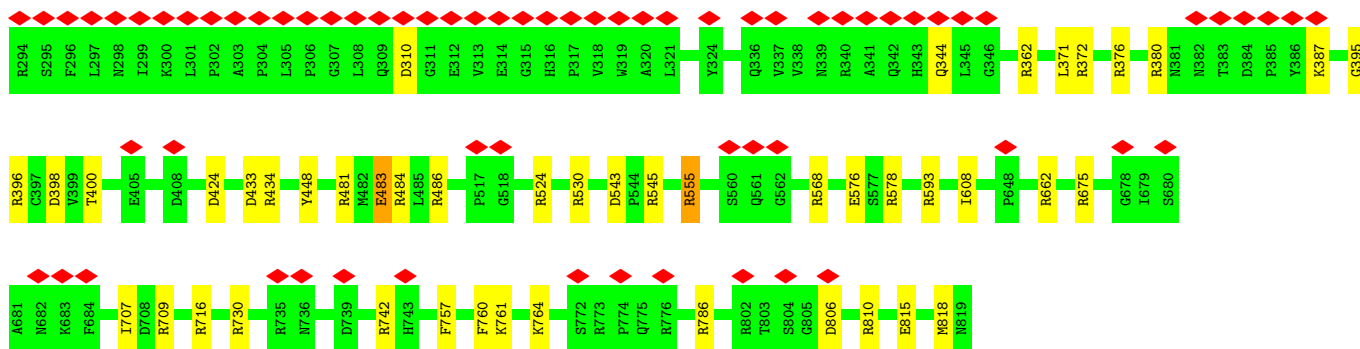 R294 S295 F296 L297 N298 I299 K300 L301 P302 A303 P304 L305 P306 G307 L308 Q309 D310 G311 E312 V313 E314 G315 H316 P317 V318 W319 A320 L321 Y324 Q336 V337 V338 N339 R340 A341 Q342 H343 Q344 L345 G346 R362 L371 R372 R376 R380 N381 N382 T383 D384 P385 Y386 K387 G395
R396 C397 D398 V399 T400 E405 D408 D424 D433 R434 Y448 R481 M482 E483 R484 L485 R486 P517 G518 R524 R530 D543 P544 R545 R555 S560 Q561 G562 R568 E576 S577 R578 R593 I608 P648 R662 R675 G678 I679 S680
A681 N682 K683 F684 I707 D708 R709 R716 R730 R735 N736 D739 R742 H743 F757 F760 K761 K764 S772 R773 P774 Q775 R776 R786 R802 T803 S804 G805 D806 R810 E815 M818 N819